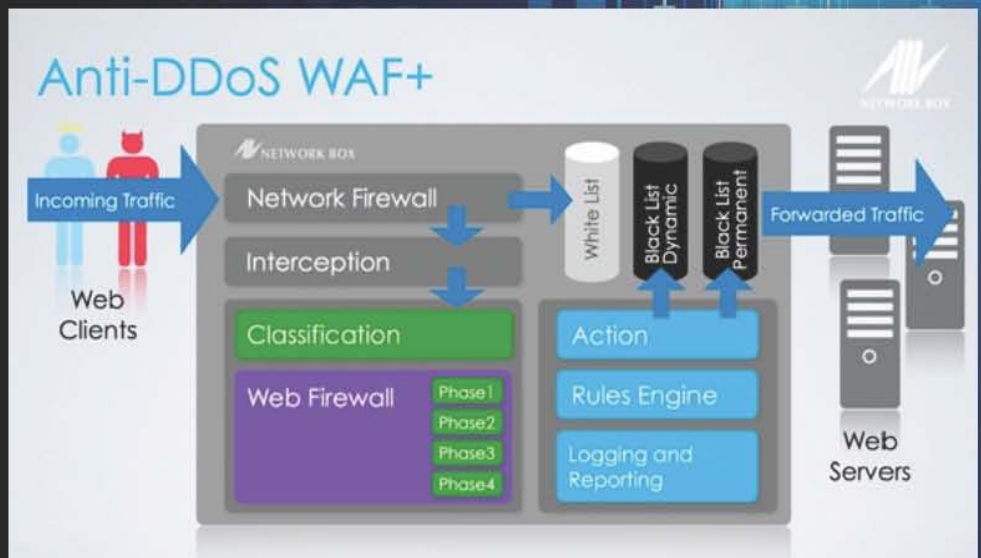 Anti-DDoS WAF+
NETWORK BOX
Incoming Traffic
Web
Clients
NETWORK BOX
Network Firewall
Interception
Classification
Web Firewall
Phase1
Phase2
Phase3
Phase4
White List
Black List
Dynamic
Black List
Permanent
Action
Rules Engine
Logging and
Reporting
Forwarded Traffic
Web
Servers